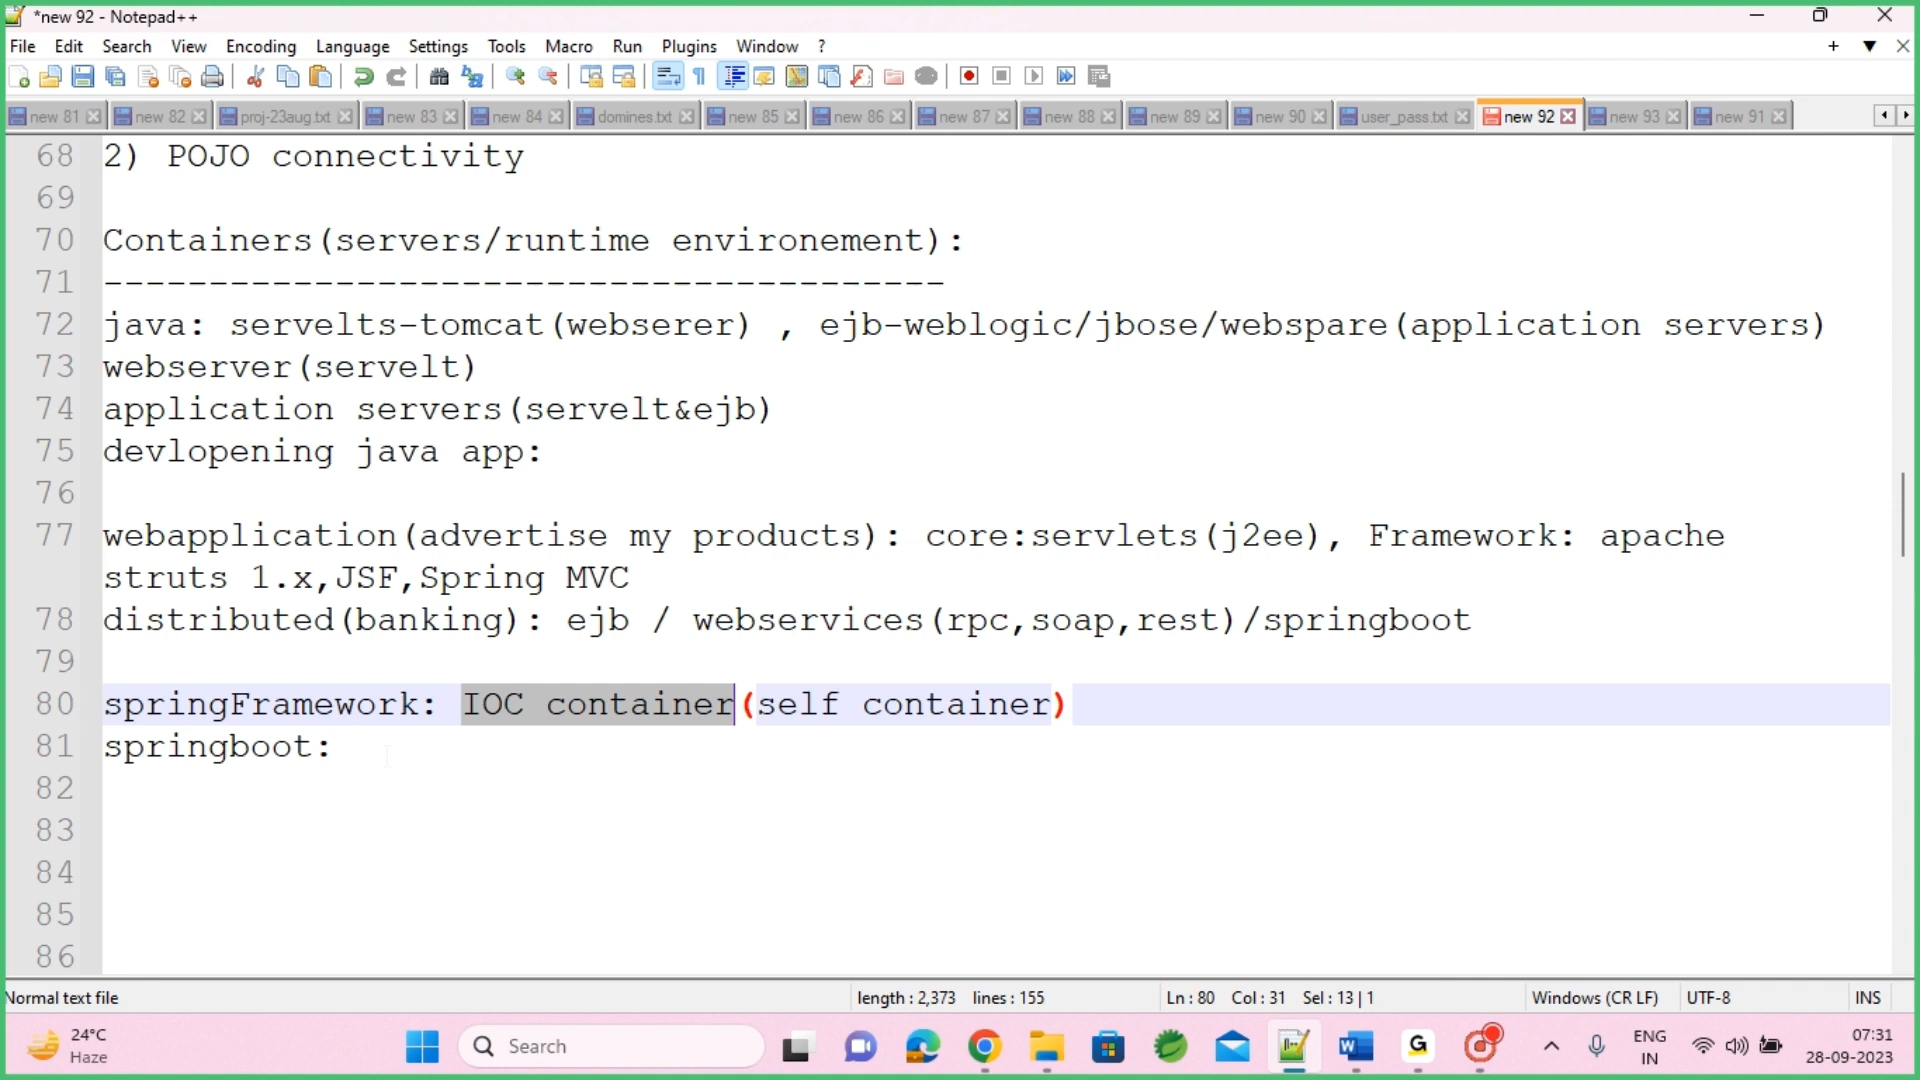 *new 92 - Notepad++
File Edit Search View Encoding Language Settings Tools Macro Run Plugins Window ?
new 81 new 82 proj-23aug.txt new 83 new 84 domines.txt new 85 new 86 new 87 new 88 new 89 new 90 user_pass.txt new 92 new 93 new 91
68 2) POJO connectivity
69
70 Containers(servers/runtime environement):
71 ----------------------------------------
72 java: servelts-tomcat(webserer) , ejb-weblogic/jbose/webspare(application servers)
73 webserver(servelt)
74 application servers(servelt&ejb)
75 devlopening java app:
76
77 webapplication(advertise my products): core:servlets(j2ee), Framework: apache
struts 1.x,JSF,Spring MVC
78 distributed(banking): ejb / webservices(rpc,soap,rest)/springboot
79
80 springFramework: IOC container(self container)
81 springboot:
82
83
84
85
86
Normal text file length : 2,373 lines : 155 Ln : 80 Col : 31 Sel : 13 | 1 Windows (CR LF) UTF-8 INS
24°C
Haze
Search
ENG
IN
07:31
28-09-2023